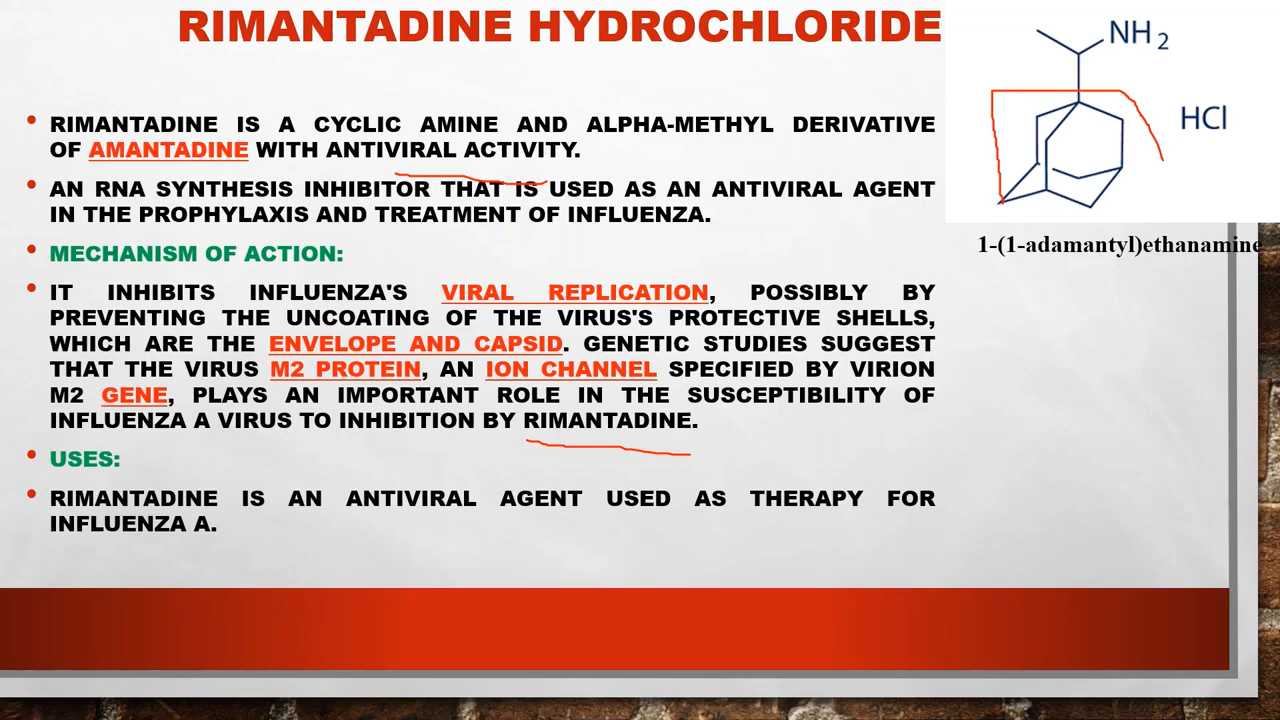 RIMANTADINE HYDROCHLORIDE
NH2
HCl
1-(1-adamantyl)ethanamine
• RIMANTADINE IS A CYCLIC AMINE AND ALPHA-METHYL DERIVATIVE
OF AMANTADINE WITH ANTIVIRAL ACTIVITY.
• AN RNA SYNTHESIS INHIBITOR THAT IS USED AS AN ANTIVIRAL AGENT
IN THE PROPHYLAXIS AND TREATMENT OF INFLUENZA.
• MECHANISM OF ACTION:
• IT INHIBITS INFLUENZA'S VIRAL REPLICATION, POSSIBLY BY
PREVENTING THE UNCOATING OF THE VIRUS'S PROTECTIVE SHELLS,
WHICH ARE THE ENVELOPE AND CAPSID. GENETIC STUDIES SUGGEST
THAT THE VIRUS M2 PROTEIN, AN ION CHANNEL SPECIFIED BY VIRION
M2 GENE, PLAYS AN IMPORTANT ROLE IN THE SUSCEPTIBILITY OF
INFLUENZA A VIRUS TO INHIBITION BY RIMANTADINE.
• USES:
• RIMANTADINE IS AN ANTIVIRAL AGENT USED AS THERAPY FOR
INFLUENZA A.